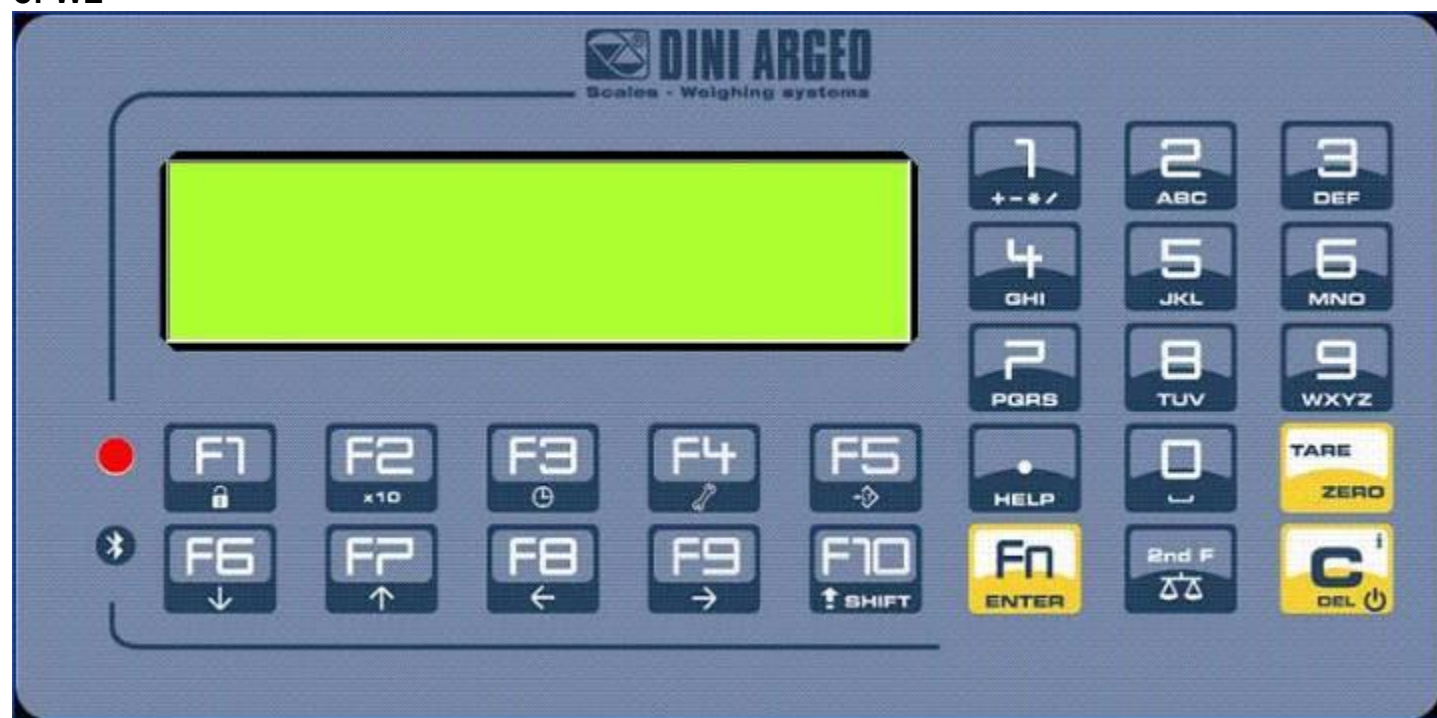 DINI ARGEO
Scales - Weighing systems
1 2 3
+-*/ ABC DEF
4 5 6
GHI JKL MNO
7 8 9
PQRS TUV WXYZ
F1 F2 F3 F4 F5 . 0 TARE
x10 HELP ZERO
F6 F7 F8 F9 F10 Fn 2nd F C i
SHIFT ENTER DEL